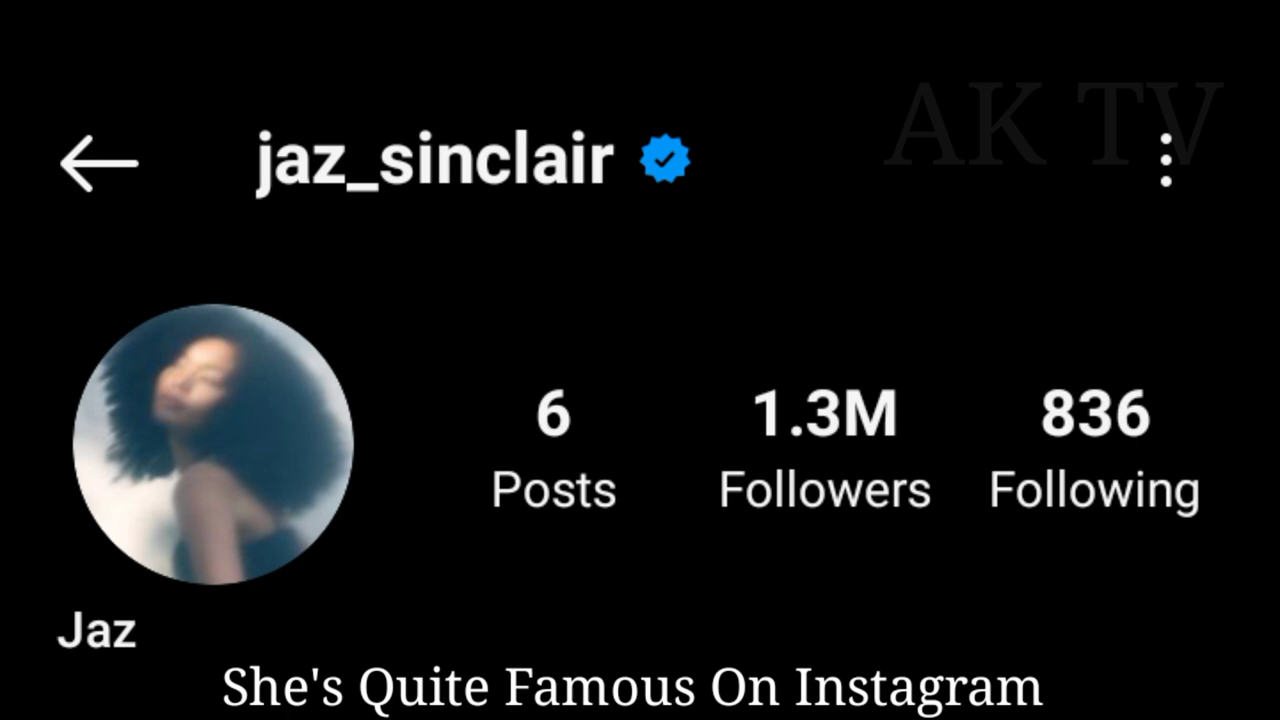 AK TV
jaz_sinclair
6 1.3M 836
Posts Followers Following
Jaz
She's Quite Famous On Instagram